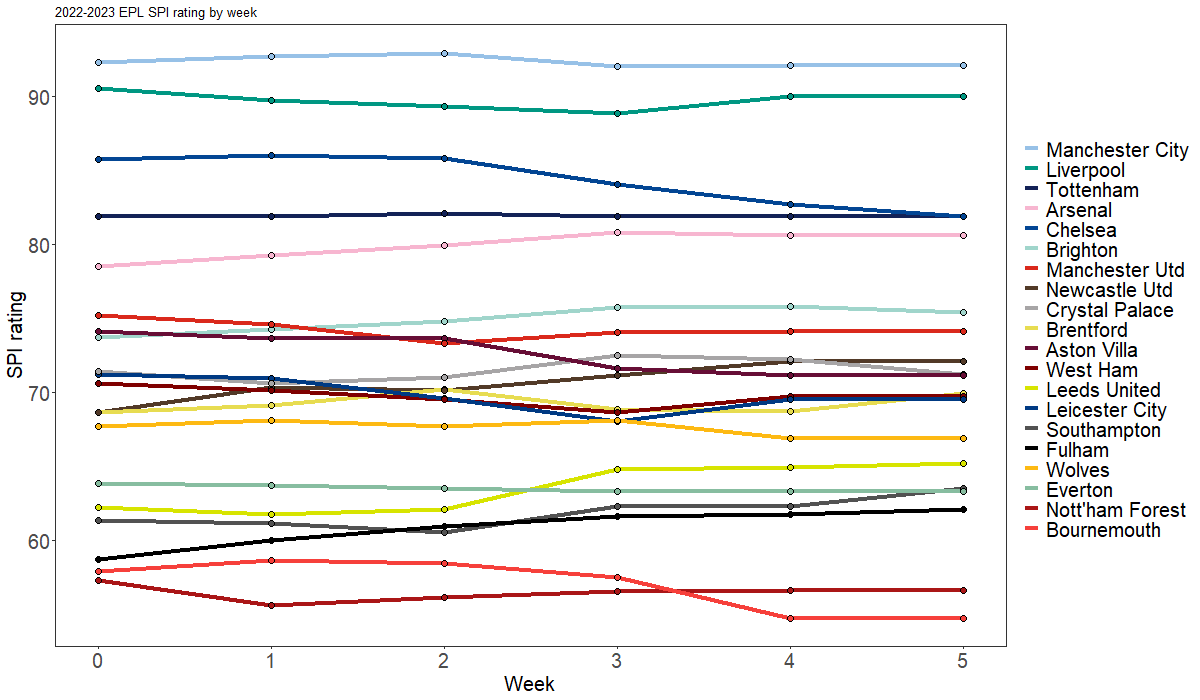 2022-2023 EPL SPI rating by week
90
80
70
60
SPI rating
0 1 2 3 4 5
Week
Manchester City
Liverpool
Tottenham
Arsenal
Chelsea
Brighton
Manchester Utd
Newcastle Utd
Crystal Palace
Brentford
Aston Villa
West Ham
Leeds United
Leicester City
Southampton
Fulham
Wolves
Everton
Nott'ham Forest
Bournemouth